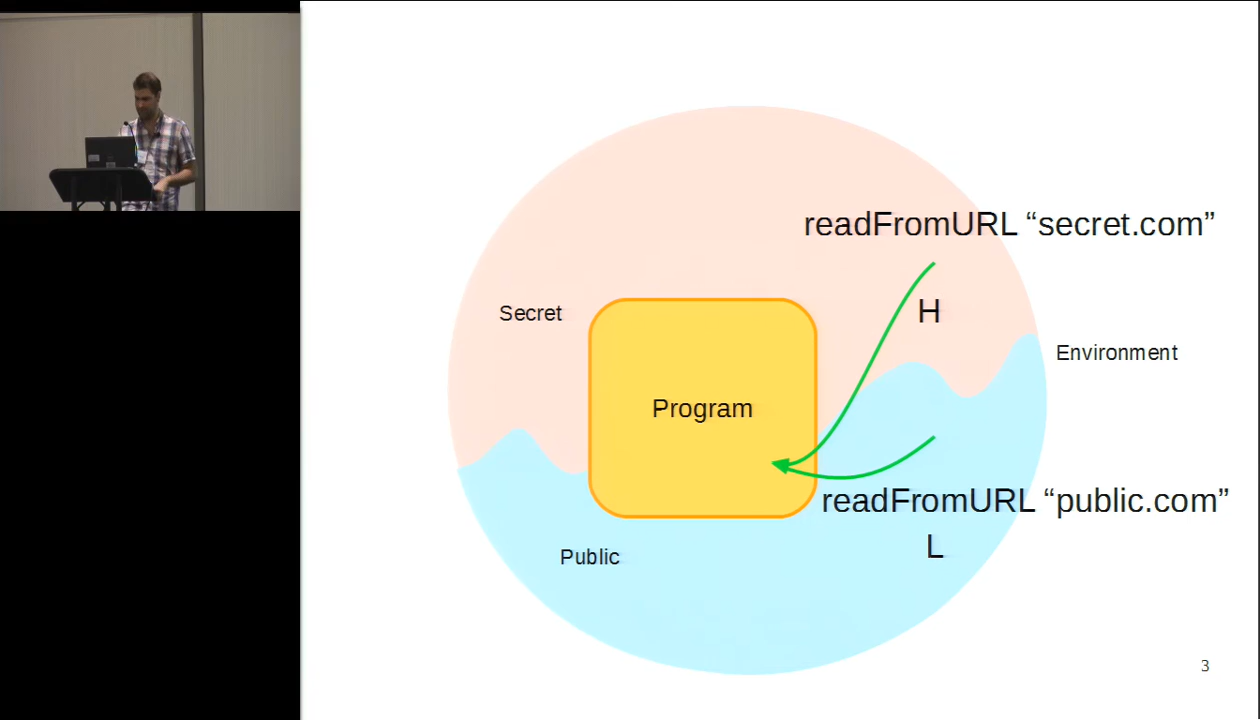 readFromURL “secret.com”
Secret
H
Environment
Program
readFromURL “public.com”
L
Public
3